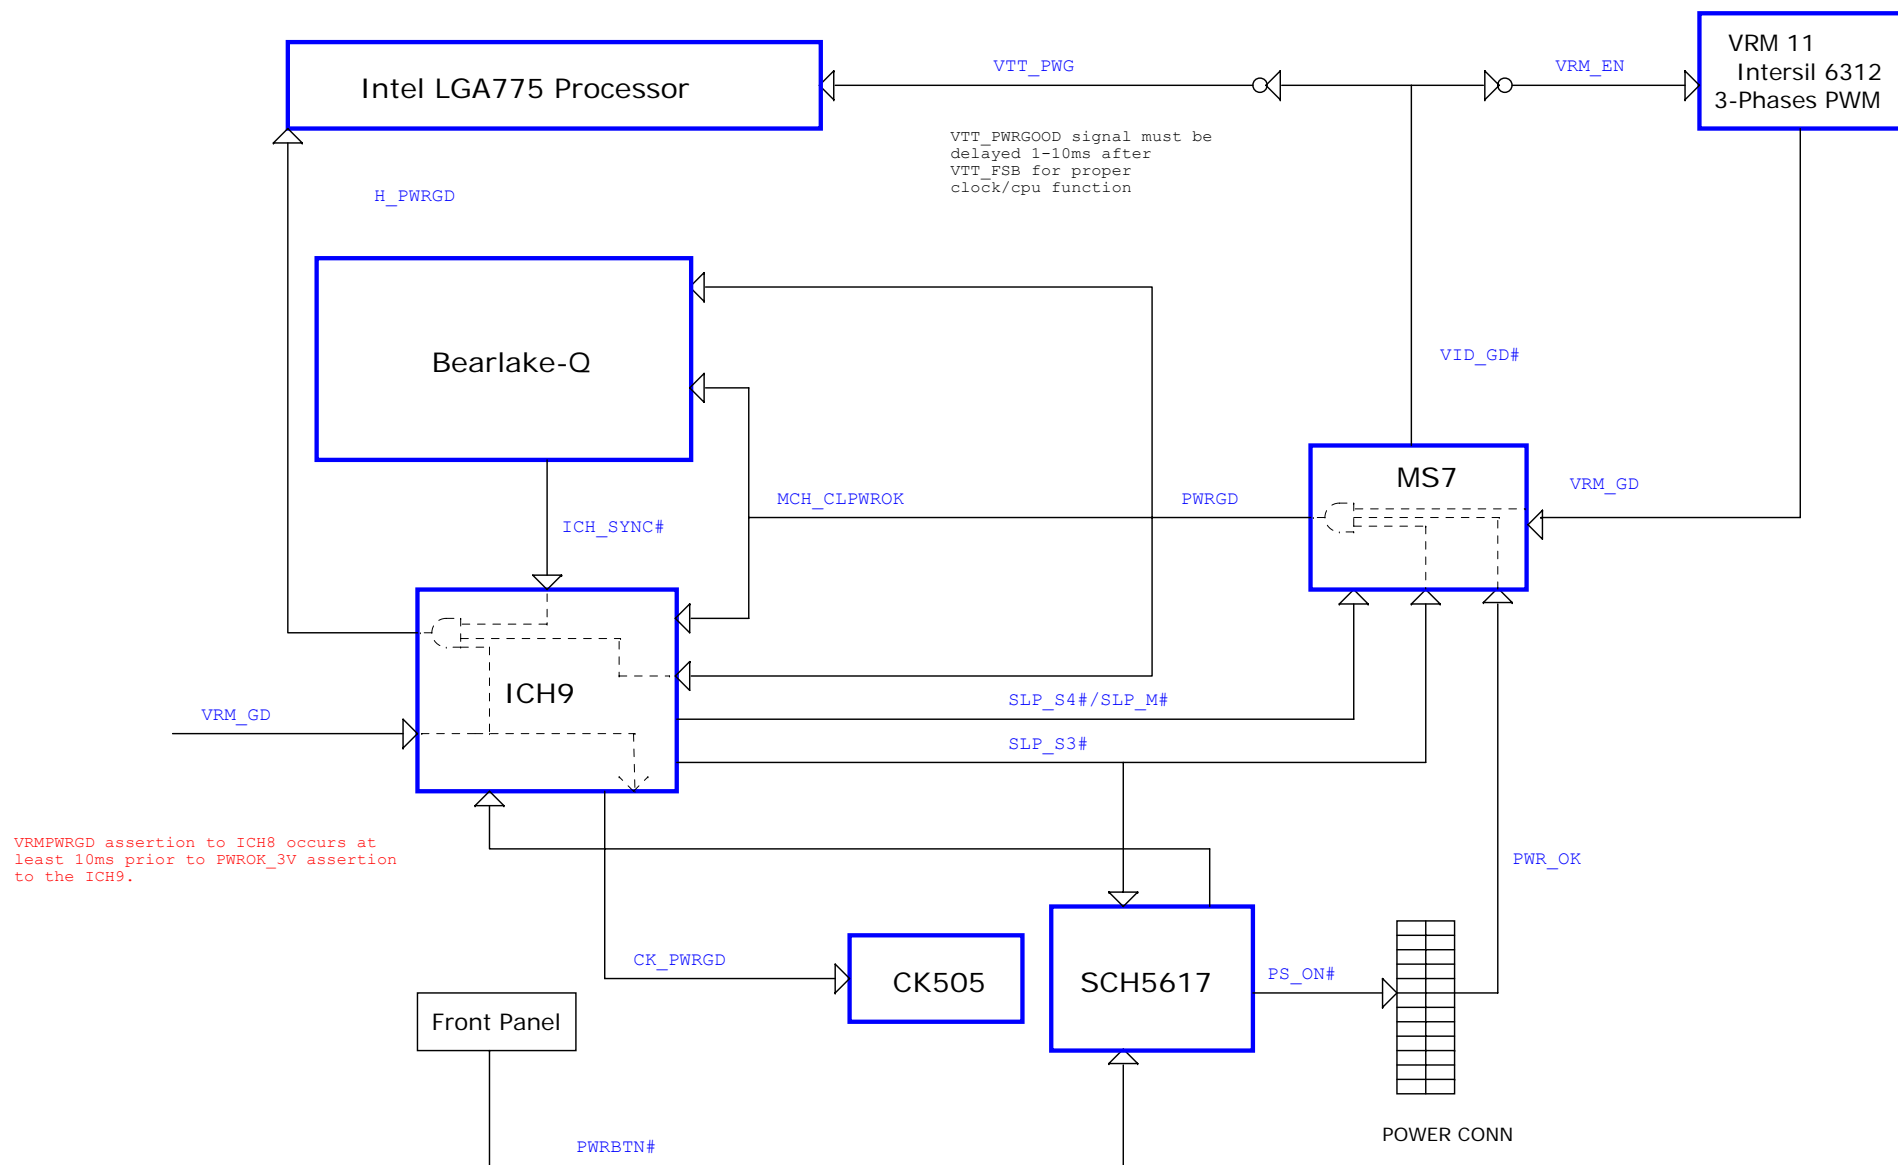 VRM 11
Intersil 6312
3-Phases PWM
VTT_PWG
VRM_EN
Intel LGA775 Processor
VTT_PWRGOOD signal must be
delayed 1-10ms after
VTT_FSB for proper
clock/cpu function
H_PWRGD
Bearlake-Q
VID_GD#
MS7
VRM_GD
MCH_CLPWROK
PWRGD
ICH_SYNC#
ICH9
SLP_S4#/SLP_M#
VRM_GD
SLP_S3#
VRMPWRGD assertion to ICH8 occurs at
least 10ms prior to PWROK_3V assertion
to the ICH9.
PWR_OK
CK_PWRGD
CK505
SCH5617
PS_ON#
Front Panel
POWER CONN
PWRBTN#